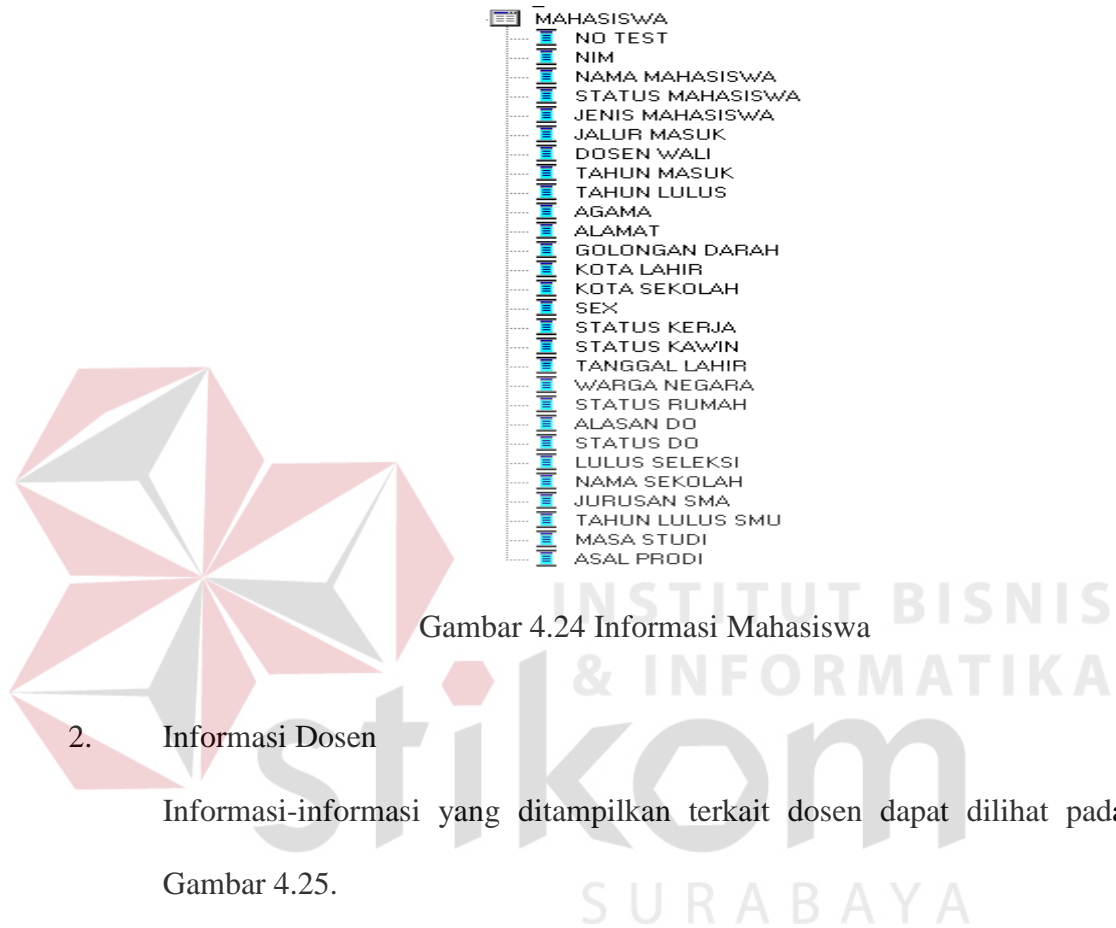 MAHASISWA
NO TEST
NIM
NAMA MAHASISWA
STATUS MAHASISWA
JENIS MAHASISWA
JALUR MASUK
DOSEN WALI
TAHUN MASUK
TAHUN LULUS
AGAMA
ALAMAT
GOLONGAN DARAH
KOTA LAHIR
KOTA SEKOLAH
SEX
STATUS KERJA
STATUS KAWIN
TANGGAL LAHIR
WARGA NEGARA
STATUS RUMAH
ALASAN DO
STATUS DO
LULUS SELEKSI
NAMA SEKOLAH
JURUSAN SMA
TAHUN LULUS SMU
MASA STUDI
ASAL PRODI
INSTITUT BISNIS
Gambar 4.24 Informasi Mahasiswa
& INFORMATIKA
stikom
2. Informasi Dosen
Informasi-informasi yang ditampilkan terkait dosen dapat dilihat pada
Gambar 4.25.
SURABAYA